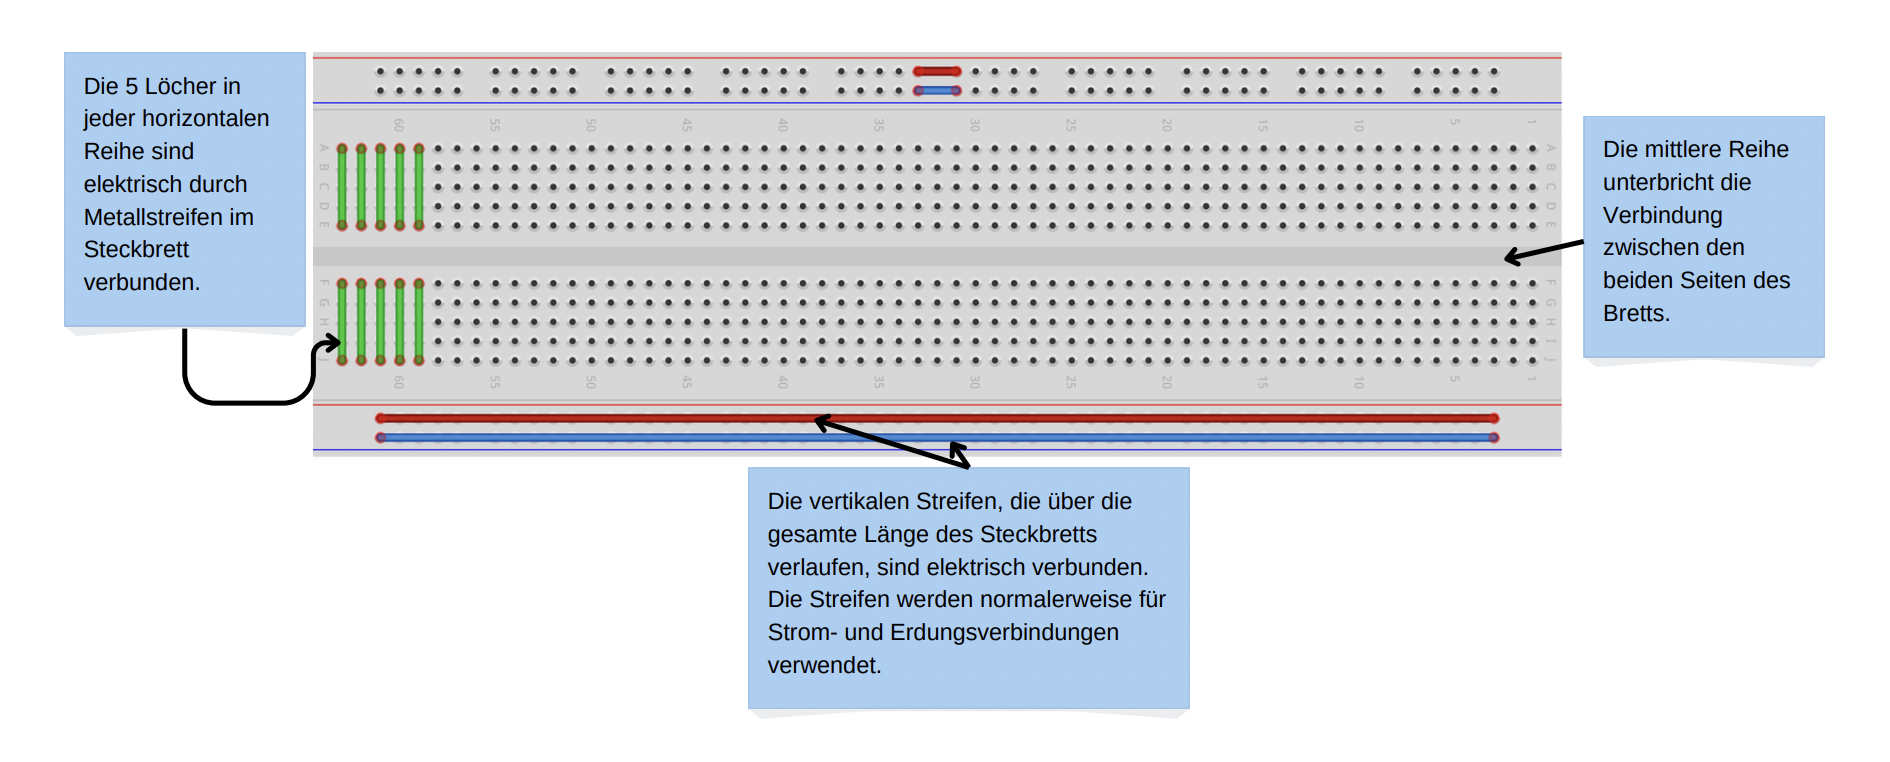 Die 5 Löcher in
jeder horizontalen
Reihe sind
elektrisch durch
Metallstreifen im
Steckbrett
verbunden.
60 55 50 45 40 35 30 25 20 15 10 5 1
A A
B B
C C
D D
E E
F F
G G
H H
I I
J J
60 55 50 45 40 35 30 25 20 15 10 5 1
Die mittlere Reihe
unterbricht die
Verbindung
zwischen den
beiden Seiten des
Bretts.
Die vertikalen Streifen, die über die
gesamte Länge des Steckbretts
verlaufen, sind elektrisch verbunden.
Die Streifen werden normalerweise für
Strom- und Erdungsverbindungen
verwendet.